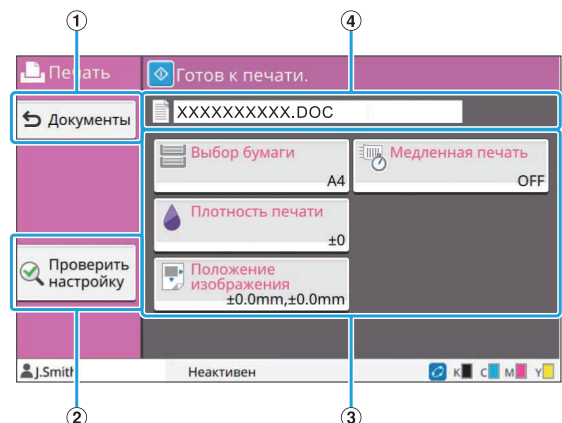 1
4
Печать
Готов к печати.
Документы
XXXXXXXXXX.DOC
Выбор бумаги
A4
Медленная печать
OFF
Плотность печати
±0
Проверить
настройку
Положение
изображения
±0.0mm,±0.0mm
J.Smith
Неактивен
K C M Y
2
3